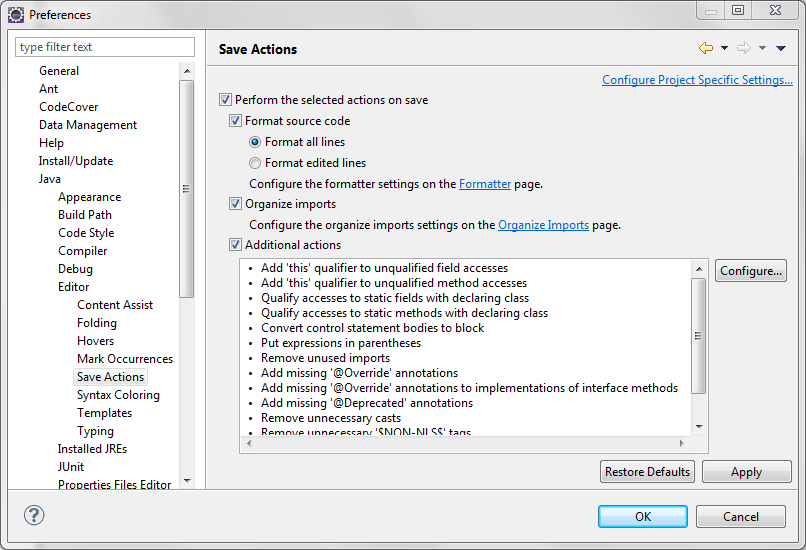 Preferences
type filter text
General
Ant
CodeCover
Data Management
Help
Install/Update
Java
Appearance
Build Path
Code Style
Compiler
Debug
Editor
Content Assist
Folding
Hovers
Mark Occurrences
Save Actions
Syntax Coloring
Templates
Typing
Installed JREs
JUnit
Properties Files Editor
Save Actions
Configure Project Specific Settings...
Perform the selected actions on save
Format source code
Format all lines
Format edited lines
Configure the formatter settings on the Formatter page.
Organize imports
Configure the organize imports settings on the Organize Imports page.
Additional actions
• Add 'this' qualifier to unqualified field accesses
• Add 'this' qualifier to unqualified method accesses
• Qualify accesses to static fields with declaring class
• Qualify accesses to static methods with declaring class
• Convert control statement bodies to block
• Put expressions in parentheses
• Remove unused imports
• Add missing '@Override' annotations
• Add missing '@Override' annotations to implementations of interface methods
• Add missing '@Deprecated' annotations
• Remove unnecessary casts
• Remove unnecessary '$NON-NLS$' tags
Configure...
Restore Defaults
Apply
?
OK
Cancel